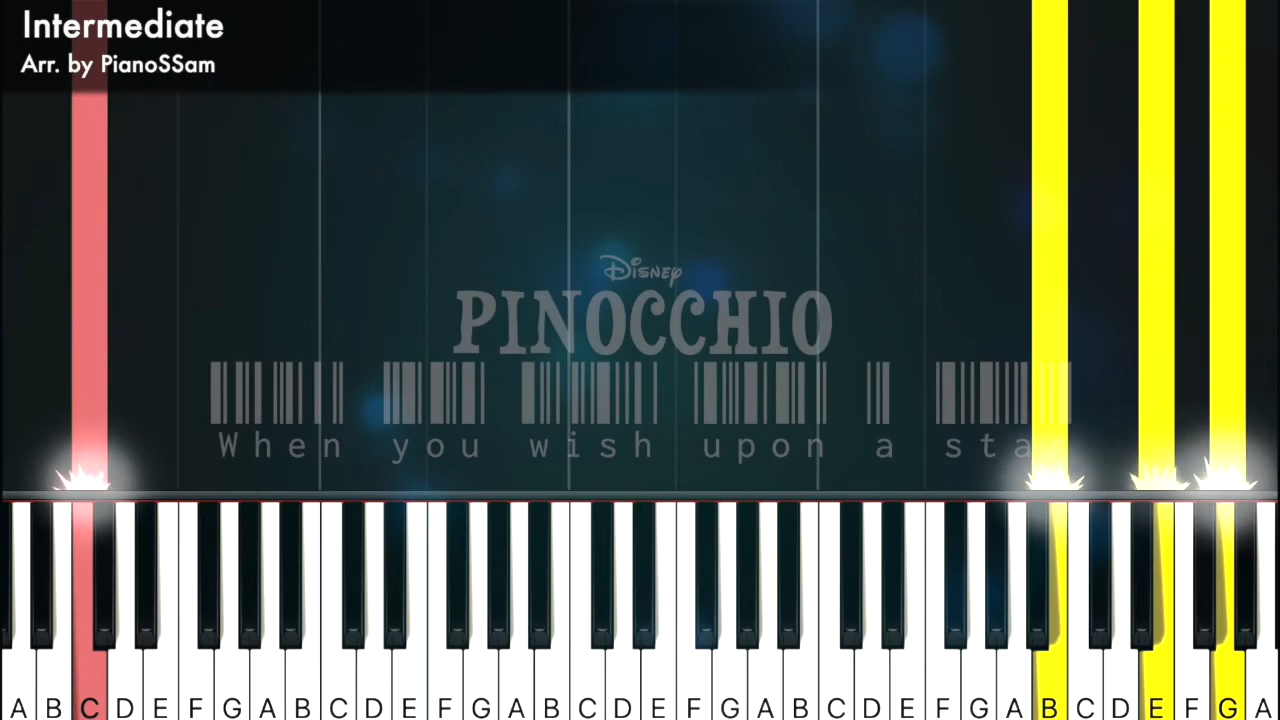 Intermediate
Arr. by PianoSSam
Disney
PINOCCHIO
When you wish upon a sta
A B C D E F G A B C D E F G A B C D E F G A B C D E F G A B C D E F G A